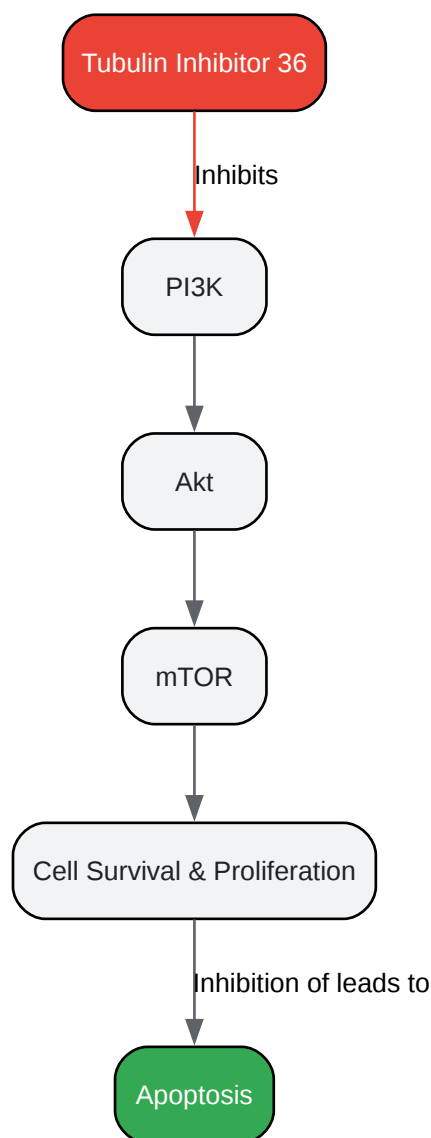 Tubulin Inhibitor 36
Inhibits
PI3K
Akt
mTOR
Cell Survival & Proliferation
Inhibition of leads to
Apoptosis